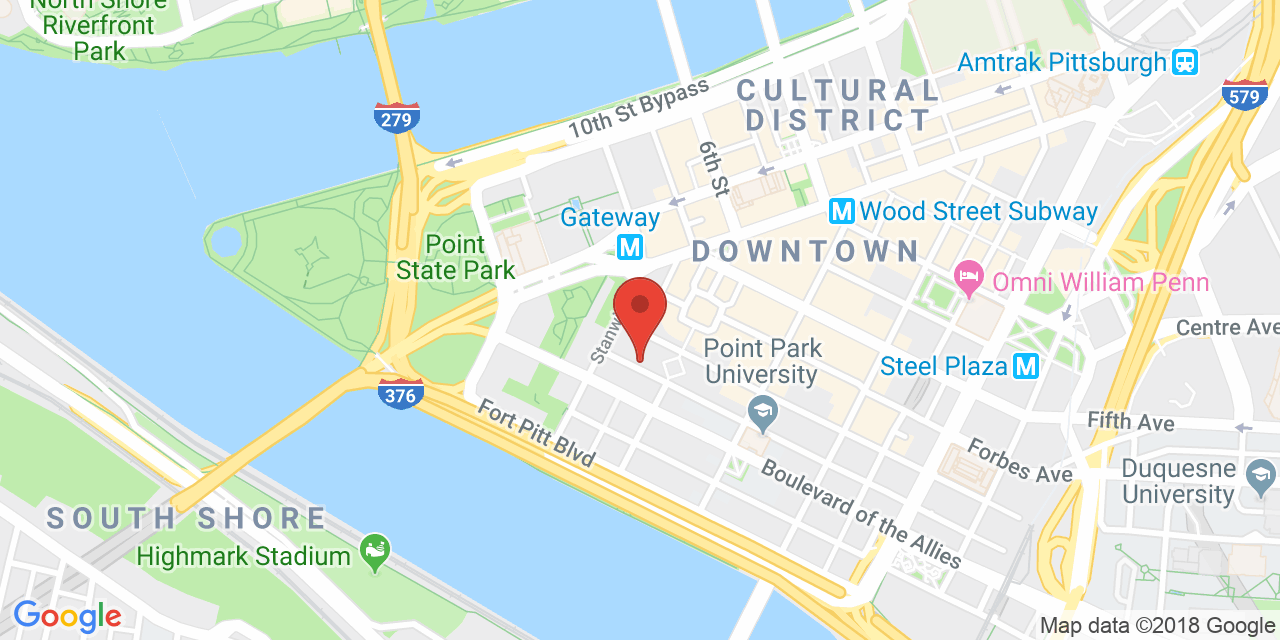 North Shore
Riverfront
Park
Amtrak Pittsburgh
579
279
CULTURAL
DISTRICT
10th St Bypass
6th St
Gateway
M
M Wood Street Subway
Point
State Park
DOWNTOWN
Omni William Penn
Centre Ave
Point Park
University
Steel Plaza M
376
Fort Pitt Blvd
Fifth Ave
Forbes Ave
Duquesne
University
Boulevard of the Allies
SOUTH SHORE
Highmark Stadium
Google
Map data ©2018 Google